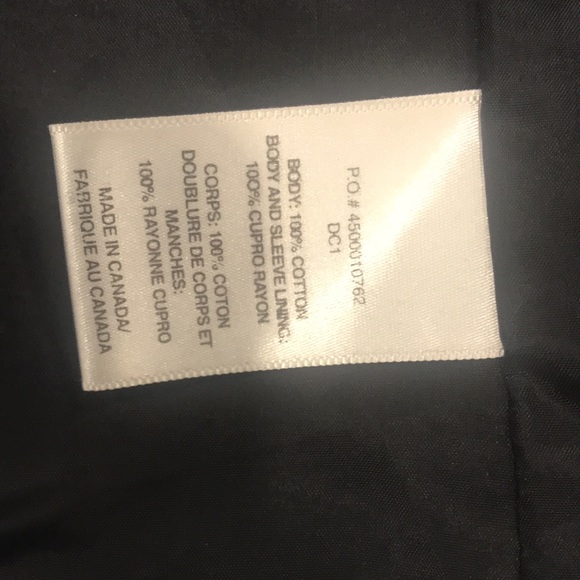 P.O.# 4500010762
DC1
BODY: 100% COTTON
BODY AND SLEEVE LINING:
100% CUPRO RAYON
CORPS: 100% COTON
DOUBLURE DE CORPS ET
MANCHES:
100% RAYONNE CUPRO
MADE IN CANADA/
FABRIQUE AU CANADA